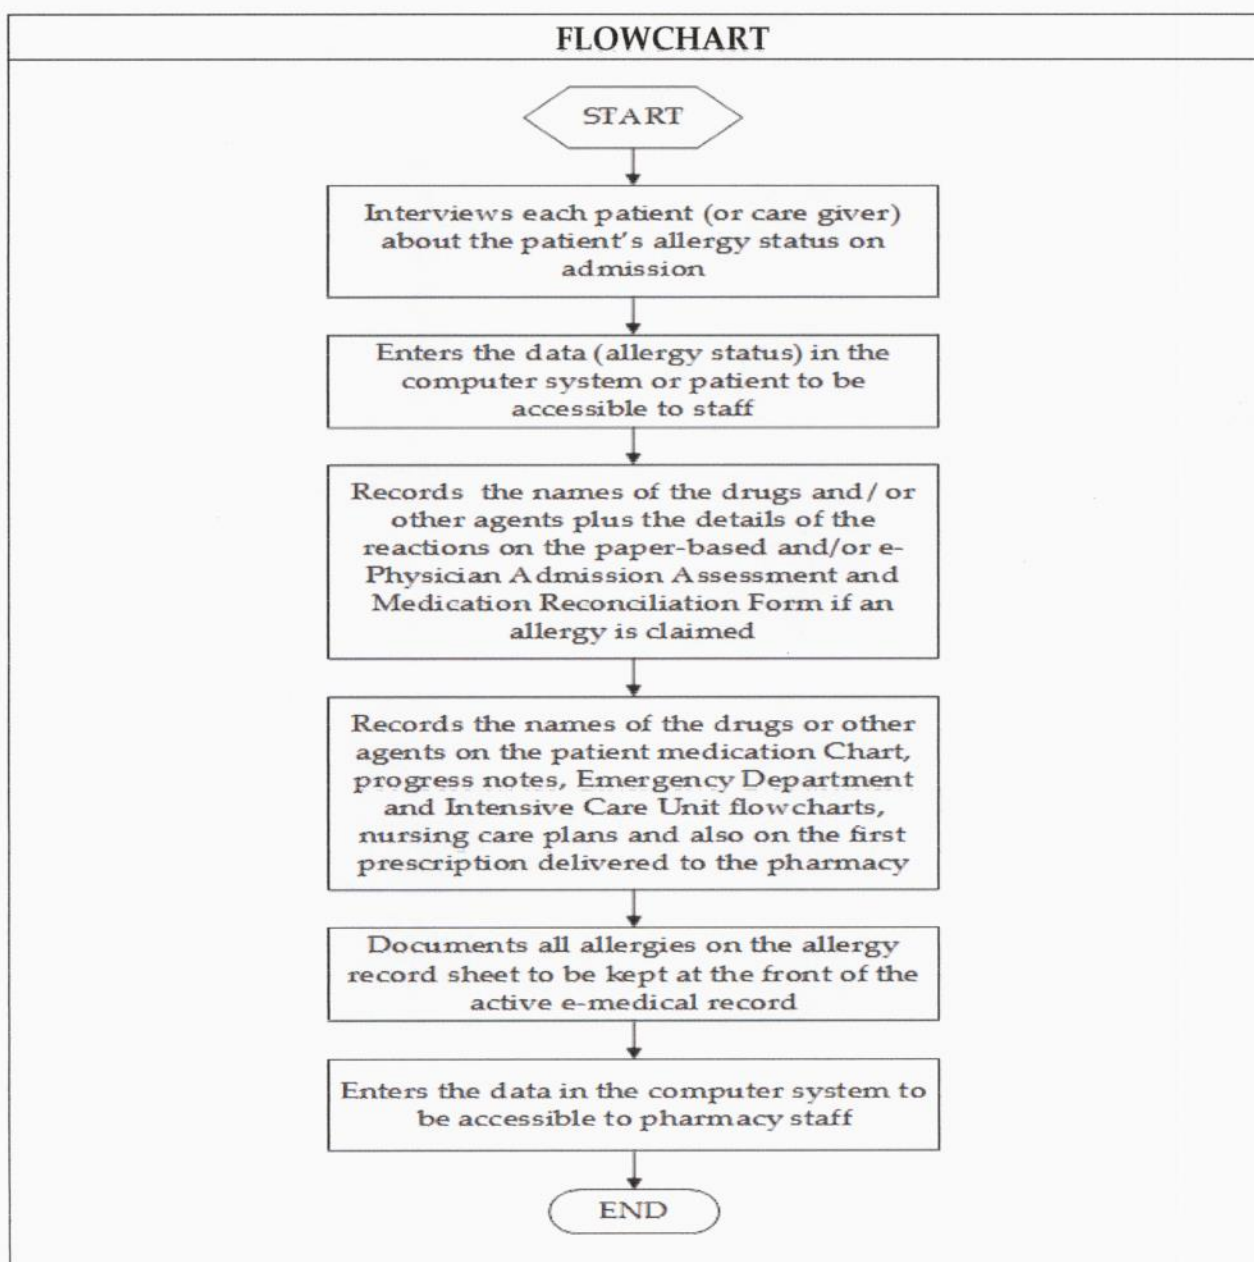 FLOWCHART
START
Interviews each patient (or care giver)
about the patient's allergy status on
admission
Enters the data (allergy status) in the
computer system or patient to be
accessible to staff
Records the names of the drugs and/ or
other agents plus the details of the
reactions on the paper-based and/or e-
Physician Admission Assessment and
Medication Reconciliation Form if an
allergy is claimed
Records the names of the drugs or other
agents on the patient medication Chart,
progress notes, Emergency Department
and Intensive Care Unit flowcharts,
nursing care plans and also on the first
prescription delivered to the pharmacy
Documents all allergies on the allergy
record sheet to be kept at the front of the
active e-medical record
Enters the data in the computer system to
be accessible to pharmacy staff
END